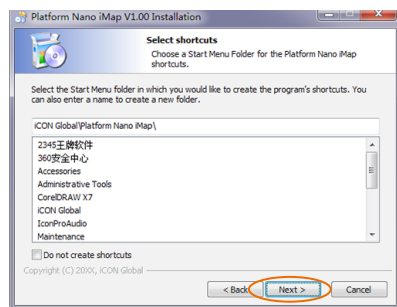 Platform Nano iMap V1.00 Installation
Select shortcuts
Choose a Start Menu Folder for the Platform Nano iMap
shortcuts.
Select the Start Menu folder in which you would like to create the program's shortcuts. You
can also enter a name to create a new folder.
iCON Global\Platform Nano iMap\
2345王牌软件
360安全中心
Accessories
Administrative Tools
CorelDRAW X7
iCON Global
IconProAudio
Maintenance
Do not create shortcuts
Copyright (C) 20XX, iCON Global
< Back
Next >
Cancel